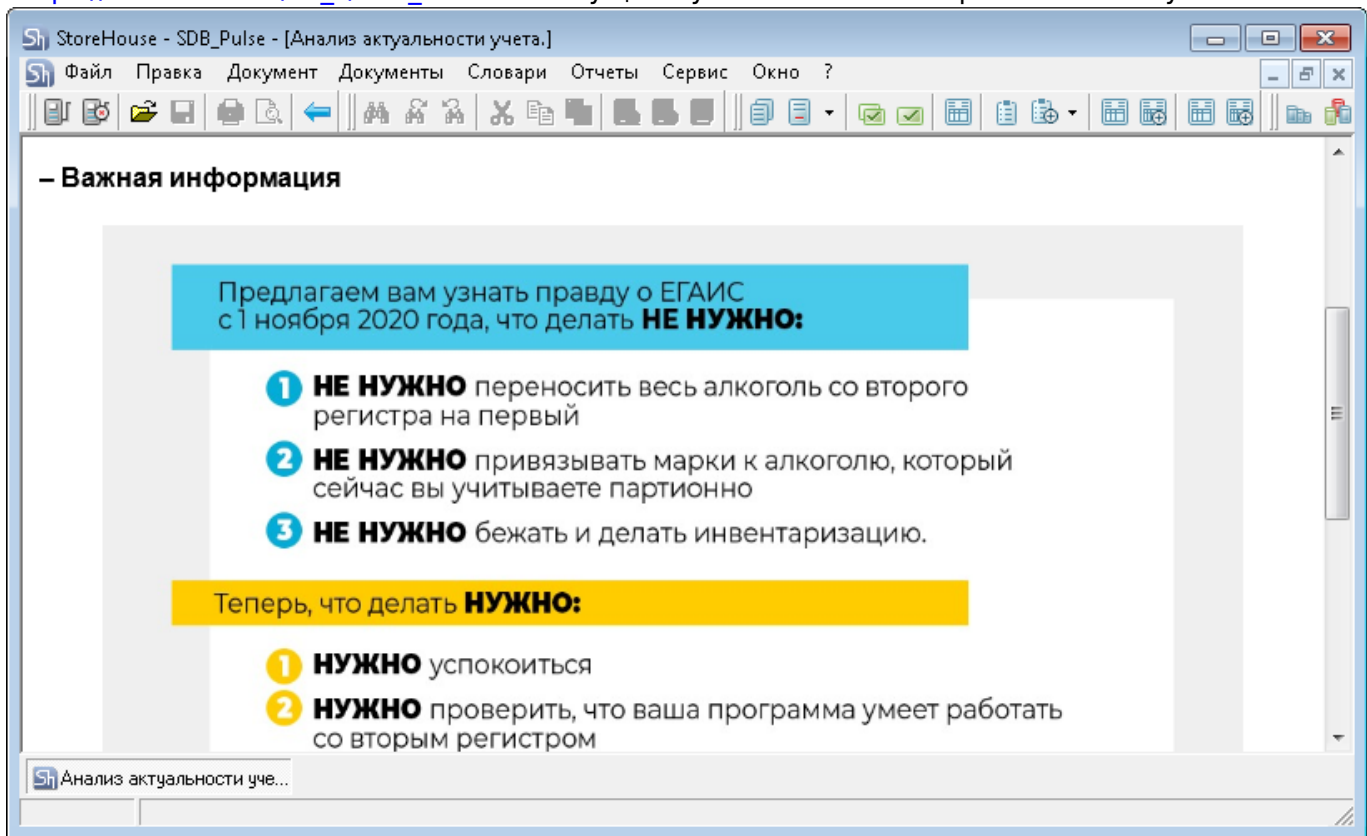 StoreHouse - SDB_Pulse - [Анализ актуальности учета.]
Файл Правка Документ Документы Словари Отчеты Сервис Окно ?
– Важная информация
Предлагаем вам узнать правду о ЕГАИС
с 1 ноября 2020 года, что делать НЕ НУЖНО:
1 НЕ НУЖНО переносить весь алкоголь со второго
регистра на первый
2 НЕ НУЖНО привязывать марки к алкоголю, который
сейчас вы учитываете партионно
3 НЕ НУЖНО бежать и делать инвентаризацию.
Теперь, что делать НУЖНО:
1 НУЖНО успокоиться
2 НУЖНО проверить, что ваша программа умеет работать
со вторым регистром
Анализ актуальности уче...